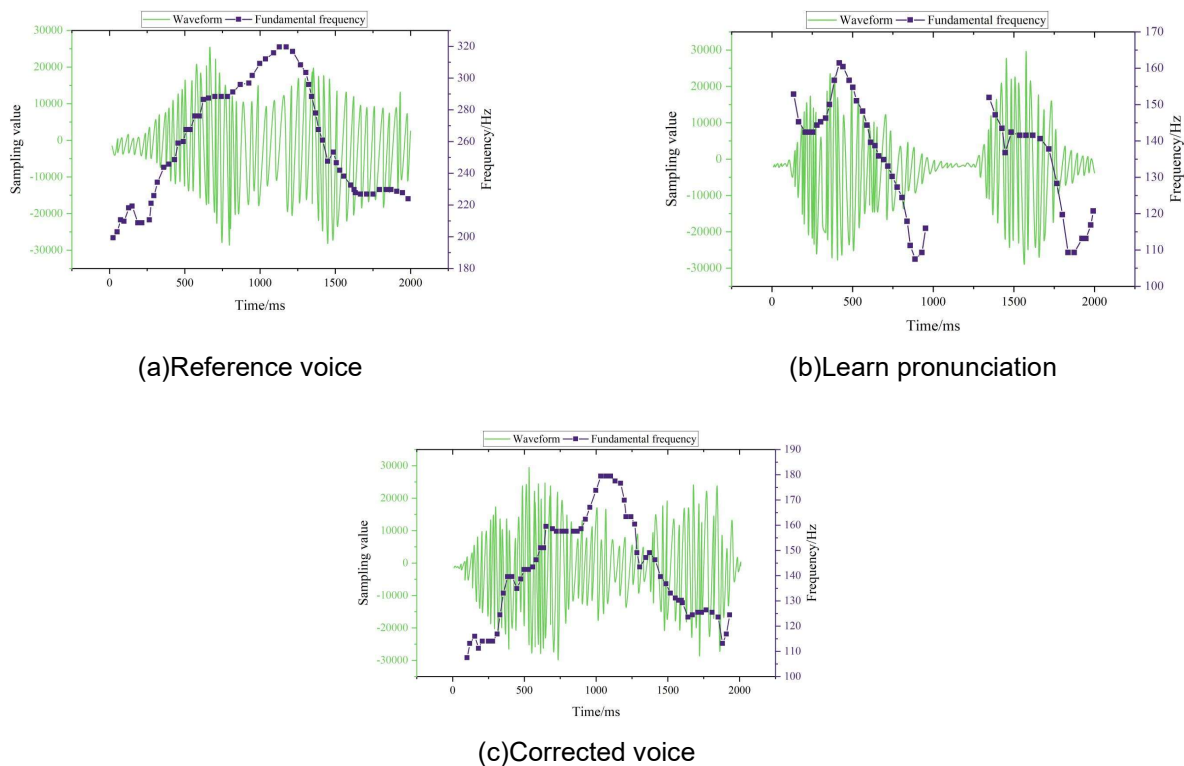 Waveform Fundamental frequency
30000
20000
10000
0
-10000
-20000
-30000
Sampling value
320
300
280
260
240
220
200
180
Frequency/Hz
0 500 1000 1500 2000
Time/ms
(a)Reference voice
Waveform Fundamental frequency
30000
20000
10000
0
-10000
-20000
-30000
Sampling value
170
160
150
140
130
120
110
100
Frequency/Hz
0 500 1000 1500 2000
Time/ms
(b)Learn pronunciation
Waveform Fundamental frequency
30000
20000
10000
0
-10000
-20000
-30000
Sampling value
190
180
170
160
150
140
130
120
110
100
Frequency/Hz
0 500 1000 1500 2000
Time/ms
(c)Corrected voice